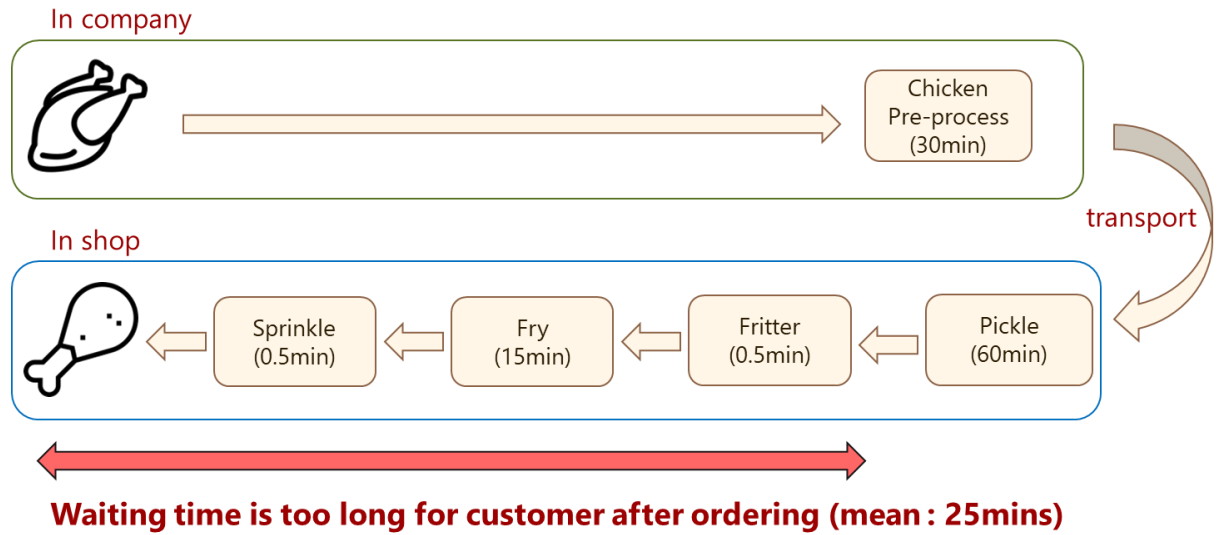 In company
Chicken
Pre-process
(30min)
transport
In shop
Sprinkle
(0.5min)
Fry
(15min)
Fritter
(0.5min)
Pickle
(60min)
Waiting time is too long for customer after ordering (mean : 25mins)